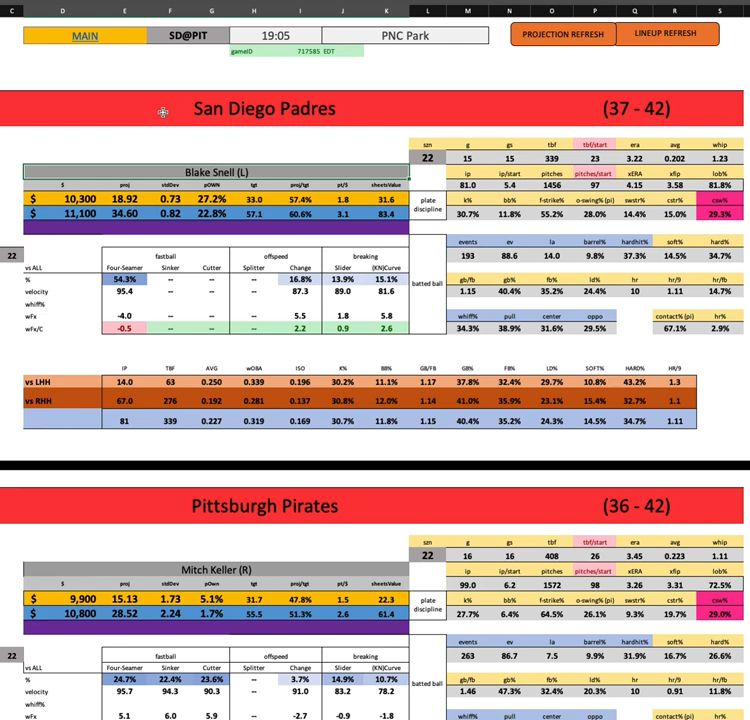 C D E F G H I J K L M N O P Q R S
MAIN SD@PIT 19:05 PNC Park PROJECTION REFRESH LINEUP REFRESH
gameID 717585 EDT
San Diego Padres (37 - 42)
szn g gs tbf tbf/start era avg whip
22 15 15 339 23 3.22 0.202 1.23
Blake Snell (L) ip ip/start pitches pitches/start xERA xfip lob%
$ proj stdDev pOWN tgt proj/tgt pt/$ sheetsValue 81.0 5.4 1456 97 4.15 3.58 81.8%
$ 10,300 18.92 0.73 27.2% 33.0 57.4% 1.8 31.6 plate discipline k% bb% f-strike% o-swing% (pi) swstr% cstr% csw%
$ 11,100 34.60 0.82 22.8% 57.1 60.6% 3.1 83.4 30.7% 11.8% 55.2% 28.0% 14.4% 15.0% 29.3%
events ev la barrel% hardhit% soft% hard%
22 fastball offspeed breaking 193 88.6 14.0 9.8% 37.3% 14.5% 34.7%
vs ALL Four-Seamer Sinker Cutter Splitter Change Slider (KN)Curve
% 54.3% -- -- -- 16.8% 13.9% 15.1% batted ball gb/fb gb% fb% ld% hr hr/9 hr/fb
velocity 95.4 -- -- -- 87.3 89.0 81.6 1.15 40.4% 35.2% 24.4% 10 1.11 14.7%
whiff%
wFx -4.0 -- -- -- 5.5 1.8 5.8 whiff% pull center oppo contact% (pi) hr%
wFx/C -0.5 -- -- -- 2.2 0.9 2.6 34.3% 38.9% 31.6% 29.5% 67.1% 2.9%
IP TBF AVG wOBA ISO K% BB% GB/FB GB% FB% LD% SOFT% HARD% HR/9
vs LHH 14.0 63 0.250 0.339 0.196 30.2% 11.1% 1.17 37.8% 32.4% 29.7% 10.8% 43.2% 1.3
vs RHH 67.0 276 0.192 0.281 0.137 30.8% 12.0% 1.14 41.0% 35.9% 23.1% 15.4% 32.7% 1.1
81 339 0.227 0.319 0.169 30.7% 11.8% 1.15 40.4% 35.2% 24.3% 14.5% 34.7% 1.11
Pittsburgh Pirates (36 - 42)
szn g gs tbf tbf/start era avg whip
22 16 16 408 26 3.45 0.223 1.11
Mitch Keller (R) ip ip/start pitches pitches/start xERA xfip lob%
$ proj stdDev pOwn tgt proj/tgt pt/$ sheetsValue 99.0 6.2 1572 98 3.26 3.31 72.5%
$ 9,900 15.13 1.73 5.1% 31.7 47.8% 1.5 22.3 plate discipline k% bb% f-strike% o-swing% (pi) swstr% cstr% csw%
$ 10,800 28.52 2.24 1.7% 55.5 51.3% 2.6 61.4 27.7% 6.4% 64.5% 26.1% 9.3% 19.7% 29.0%
events ev la barrel% hardhit% soft% hard%
22 fastball offspeed breaking 263 86.7 7.5 9.9% 31.9% 16.7% 26.6%
vs ALL Four-Seamer Sinker Cutter Splitter Change Slider (KN)Curve
% 24.7% 22.4% 23.6% -- 3.7% 14.9% 10.7% batted ball gb/fb gb% fb% ld% hr hr/9 hr/fb
velocity 95.7 94.3 90.3 -- 91.0 83.2 78.2 1.46 47.3% 32.4% 20.3% 10 0.91 11.8%
whiff%
wFx 5.1 6.0 5.9 -- -2.7 -0.9 -1.8 whiff% pull center oppo contact% (pi) hr%